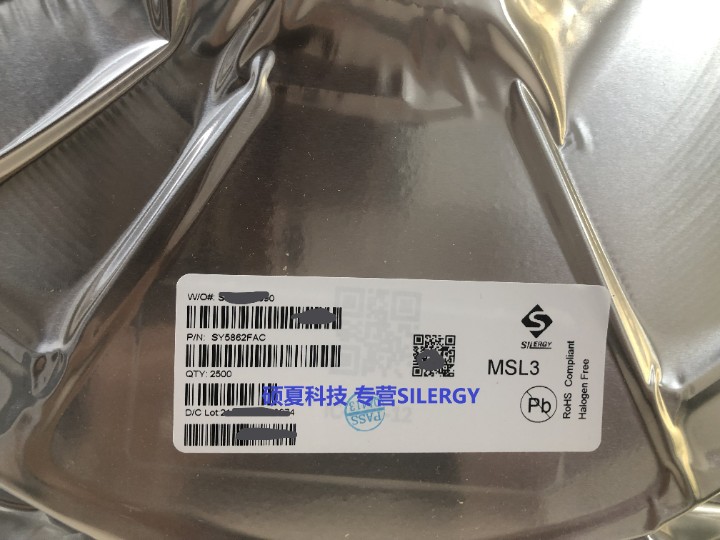 W/O#:
P/N: SY5862FAC
QTY: 2500
D/C Lot
SILERGY
MSL3
Pb
RoHS Compliant
Halogen Free
硕夏科技 专营SILERGY
PASS